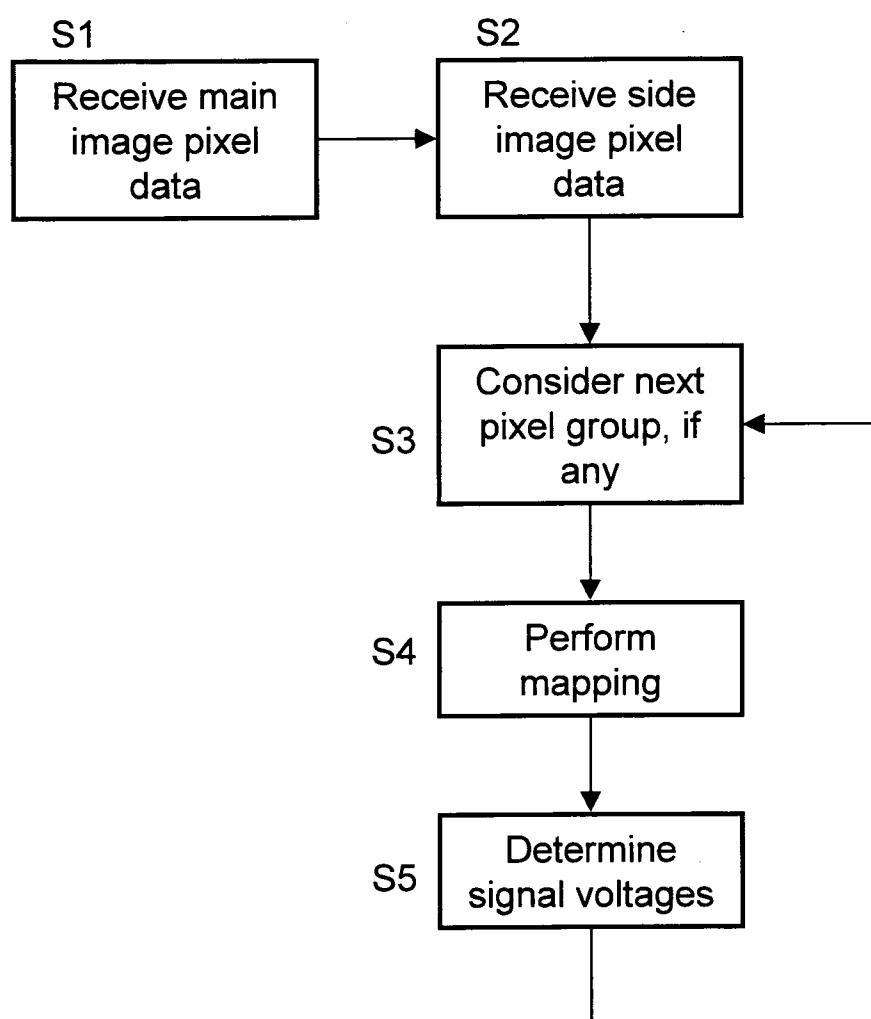 S1
Receive main
image pixel
data
S2
Receive side
image pixel
data
S3
Consider next
pixel group, if
any
S4
Perform
mapping
S5
Determine
signal voltages